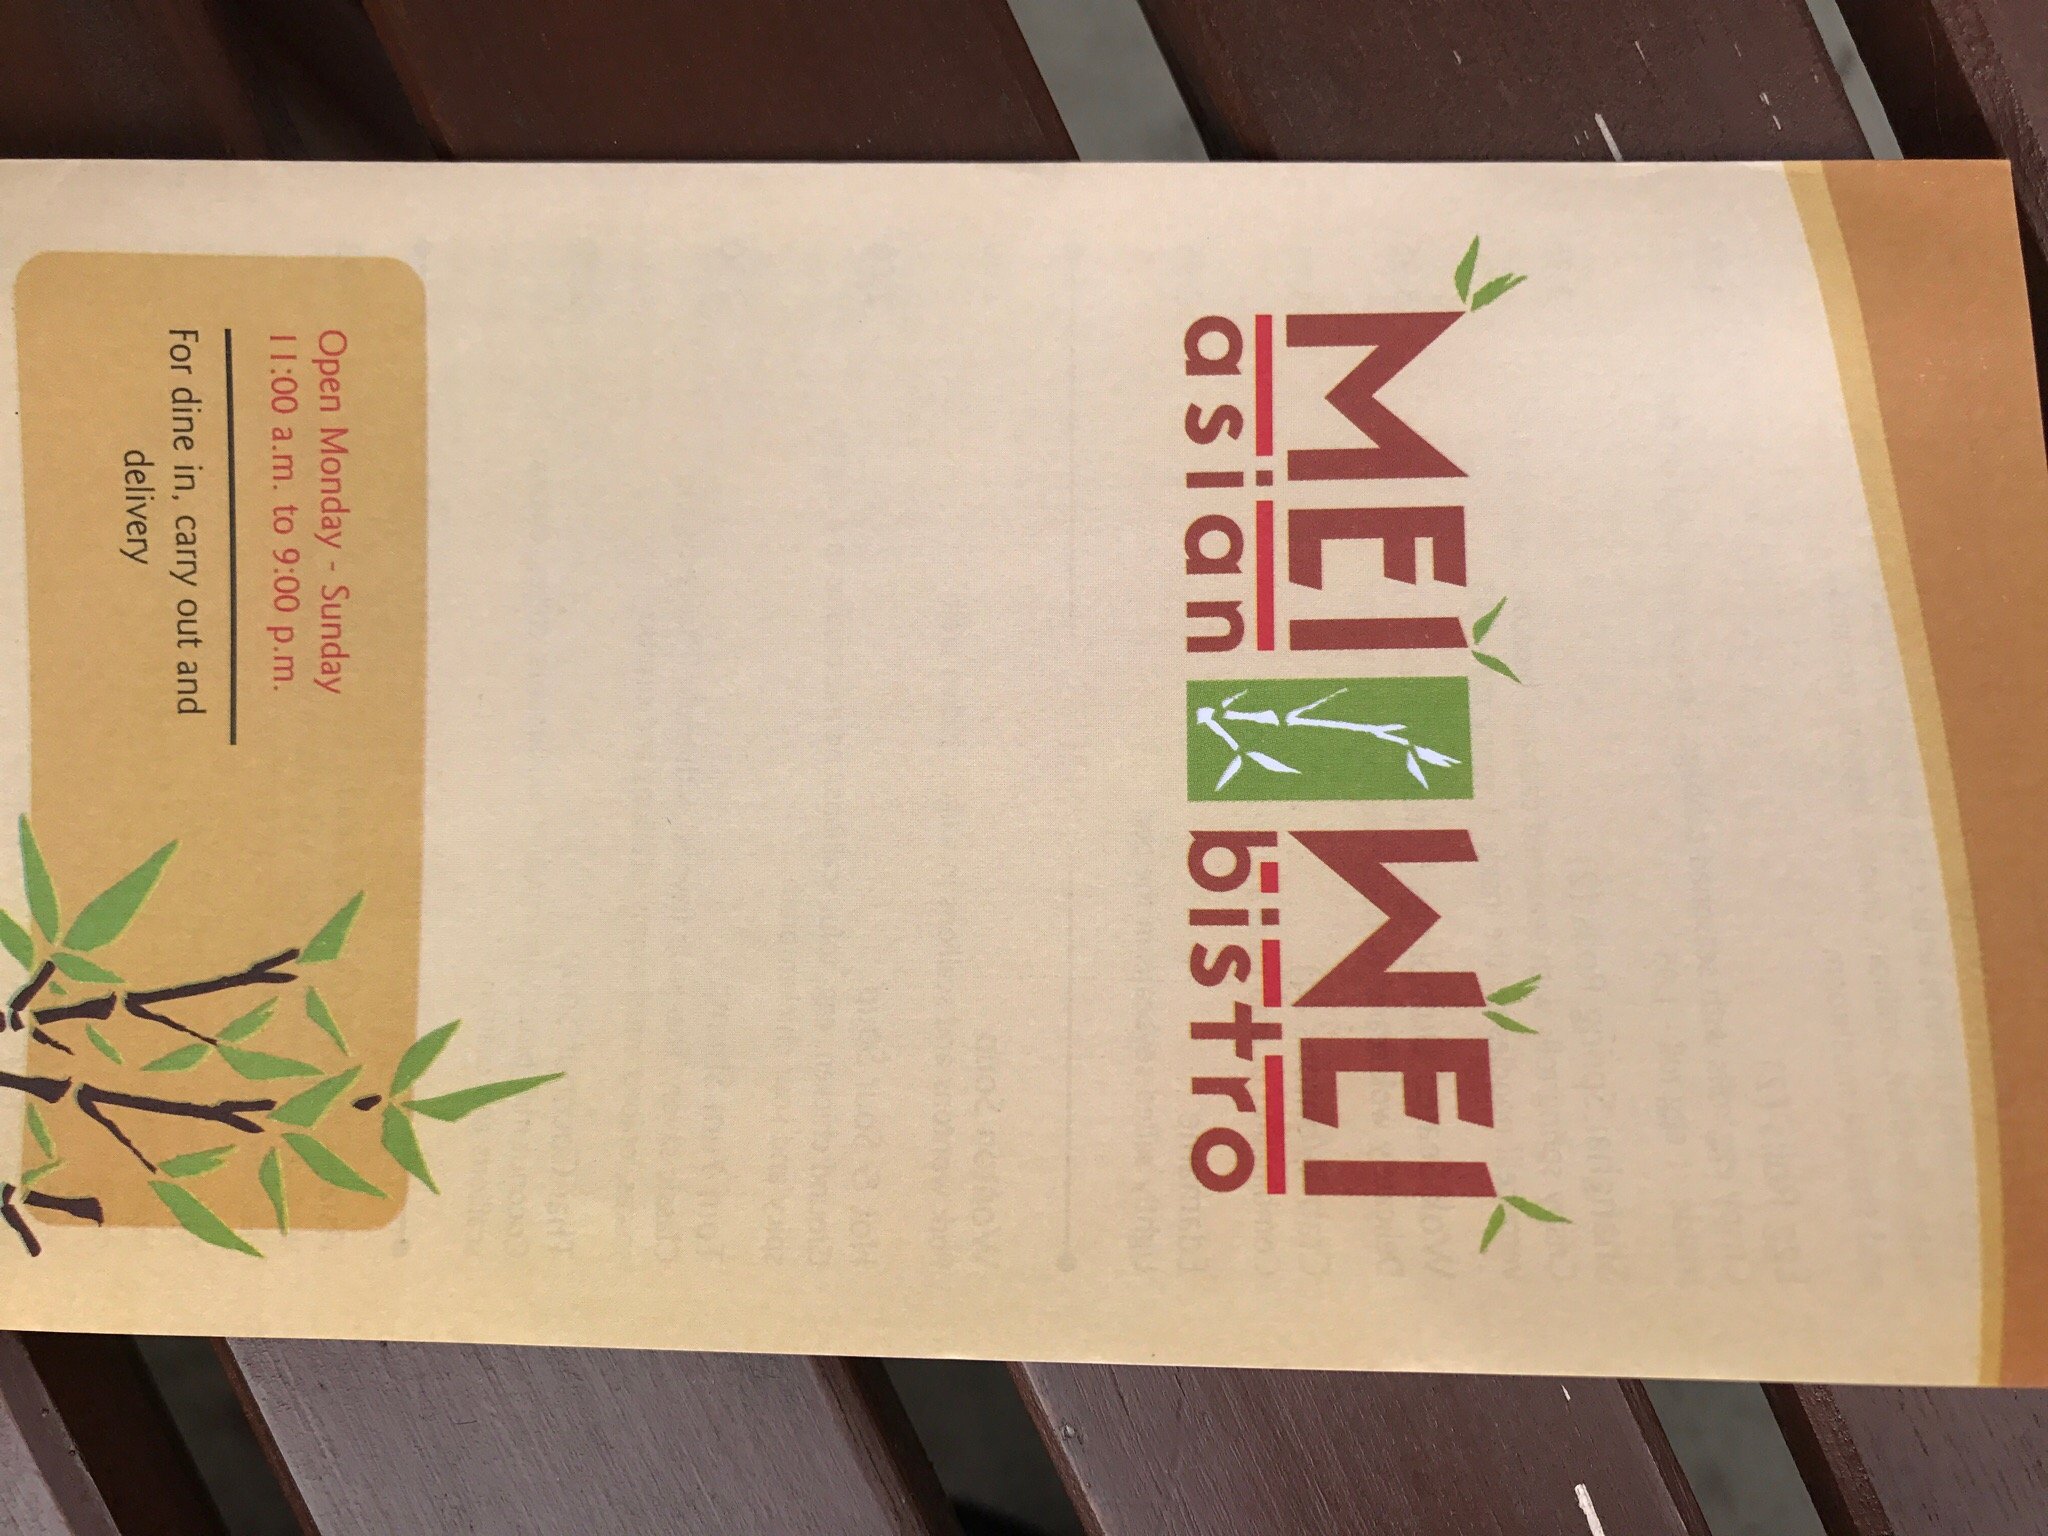 MEI WEI
asian bistro
Open Monday - Sunday
11:00 a.m. to 9:00 p.m.
For dine in, carry out and
delivery